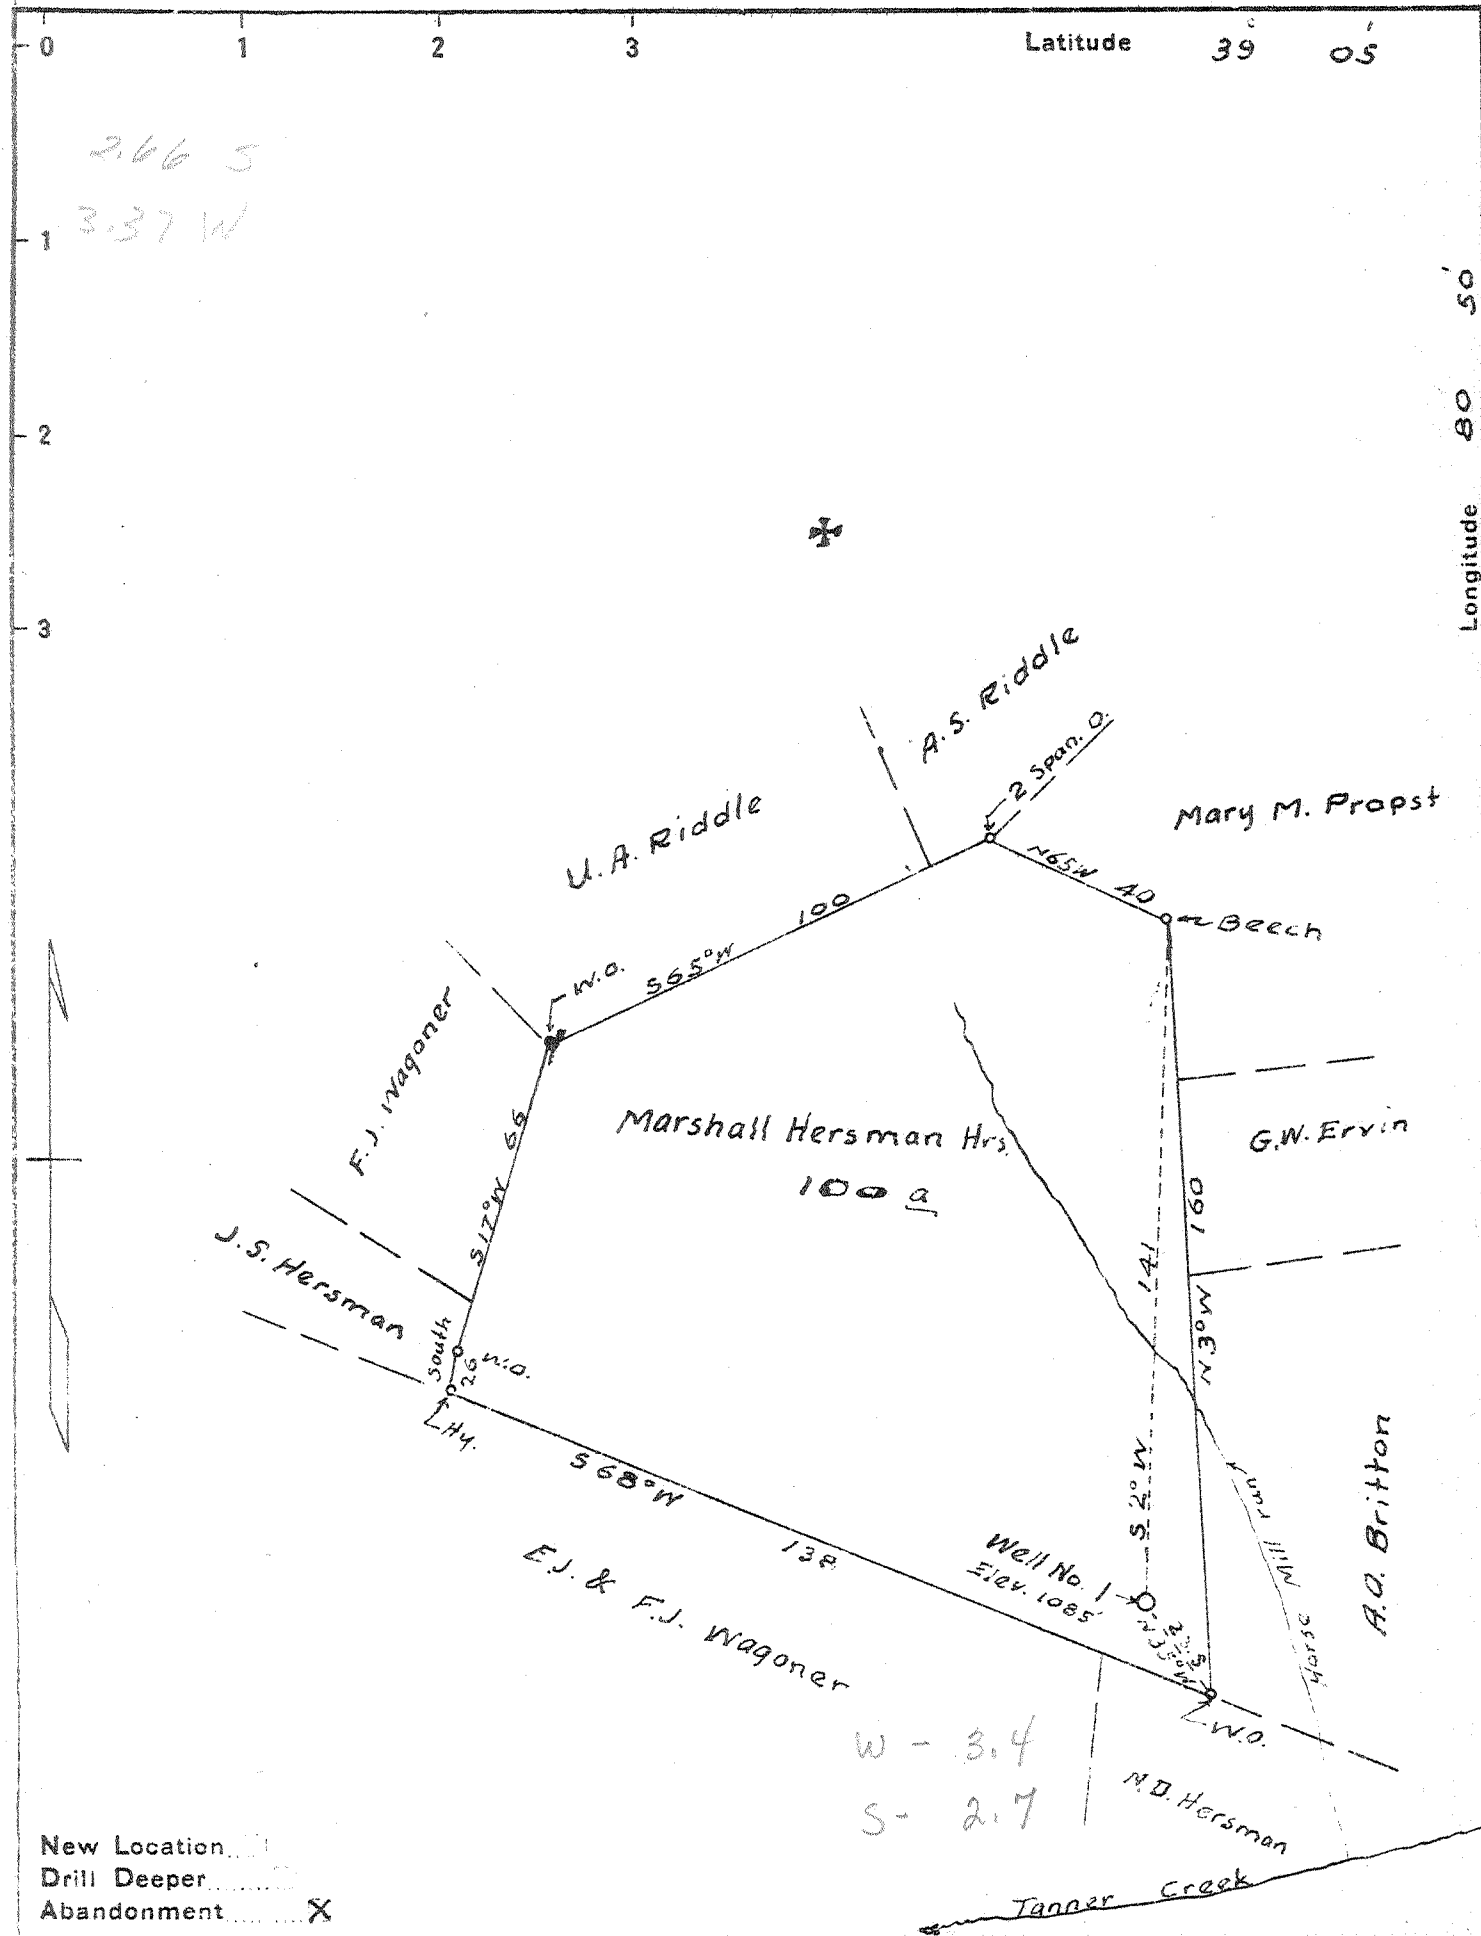 0 1 2 3 Latitude 39° 05'
2.66 S
3.37 W
1
2
3
Longitude 80 50'
A.S. Riddle
2 Span. O.
Mary M. Propst
U.A. Riddle
N65W 40
100
Beech
S65°W
W.O.
F.J. Wagoner
S17°W 66
Marshall Hersman Hrs.
100 a
G.W. Ervin
160
141
N3°W
J.S. Hersman
South
26
W.O.
Hy.
S68°W
138
S2°W
Well No. 1
Elev. 1085'
Horse Mill run
A.O. Britton
E.J. & F.J. Wagoner
W.O.
W - 3.4
S - 2.7
N.D. Hersman
Tanner Creek
New Location
Drill Deeper
Abandonment X